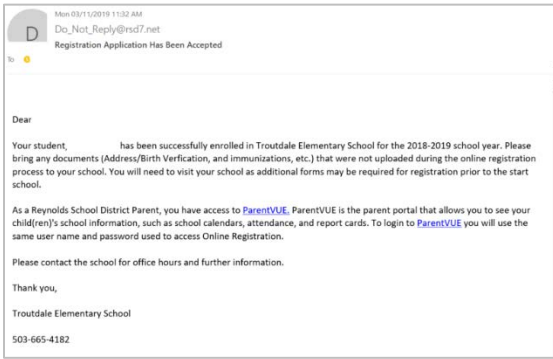 Mon 03/11/2019 11:32 AM
D
Do_Not_Reply@rsd7.net
Registration Application Has Been Accepted
To
Dear
Your student, has been successfully enrolled in Troutdale Elementary School for the 2018-2019 school year. Please
bring any documents (Address/Birth Verfication, and immunizations, etc.) that were not uploaded during the online registration
process to your school. You will need to visit your school as additional forms may be required for registration prior to the start
school.
As a Reynolds School District Parent, you have access to ParentVUE. ParentVUE is the parent portal that allows you to see your
child(ren)'s school information, such as school calendars, attendance, and report cards. To login to ParentVUE you will use the
same user name and password used to access Online Registration.
Please contact the school for office hours and further information.
Thank you,
Troutdale Elementary School
503-665-4182